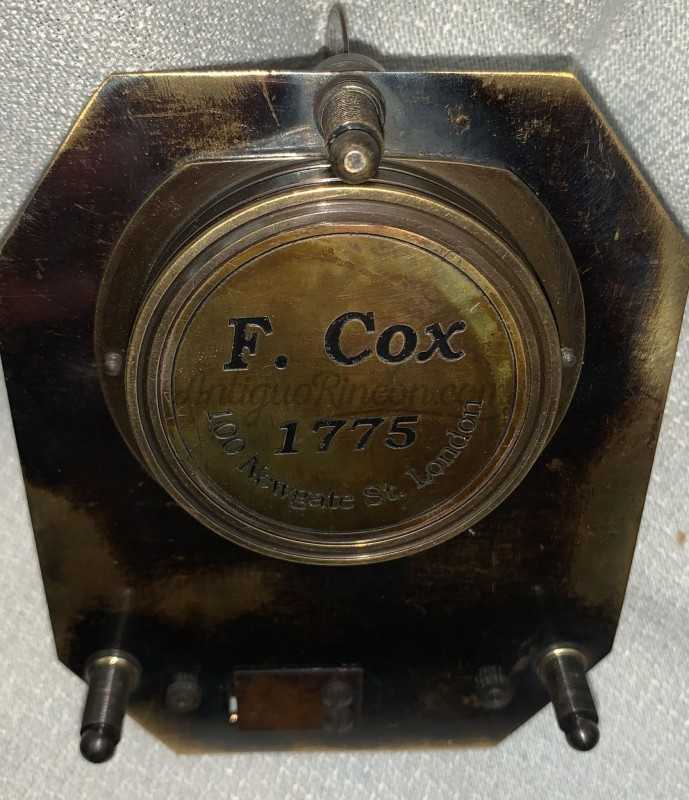 F. Cox
AntiguoRincon.com
1775
100 Newgate St. London